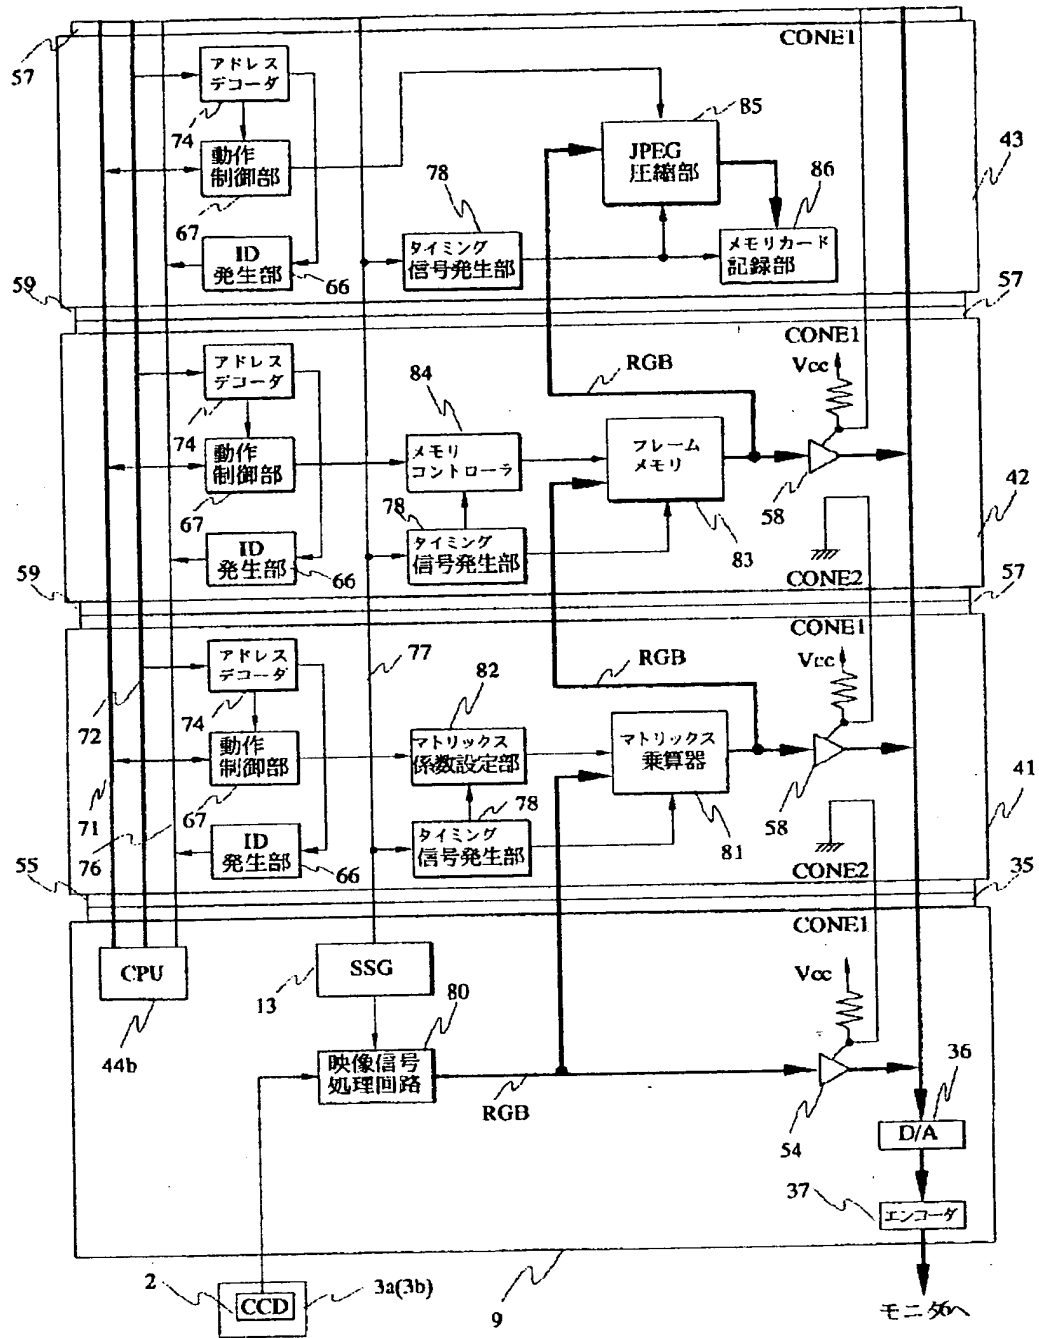 CONE1
57
アドレス
デコーダ
74
動作
制御部
67
ID
発生部
66
78
タイミング
信号発生部
85
JPEG
圧縮部
86
メモリカード
記録部
43
59
57
アドレス
デコーダ
74
動作
制御部
67
ID
発生部
66
84
メモリ
コントローラ
78
タイミング
信号発生部
RGB
フレーム
メモリ
83
CONE1
Vcc
58
42
CONE2
59
57
アドレス
デコーダ
72
74
動作
制御部
71
67
76
ID
発生部
66
77
82
マトリックス
係数設定部
78
タイミング
信号発生部
RGB
マトリックス
乗算器
81
CONE1
Vcc
58
41
CONE2
55
35
CPU
44b
SSG
13
80
映像信号
処理回路
RGB
CONE1
Vcc
54
36
D/A
37
エンコーダ
2
CCD
3a(3b)
9
モニタ6へ